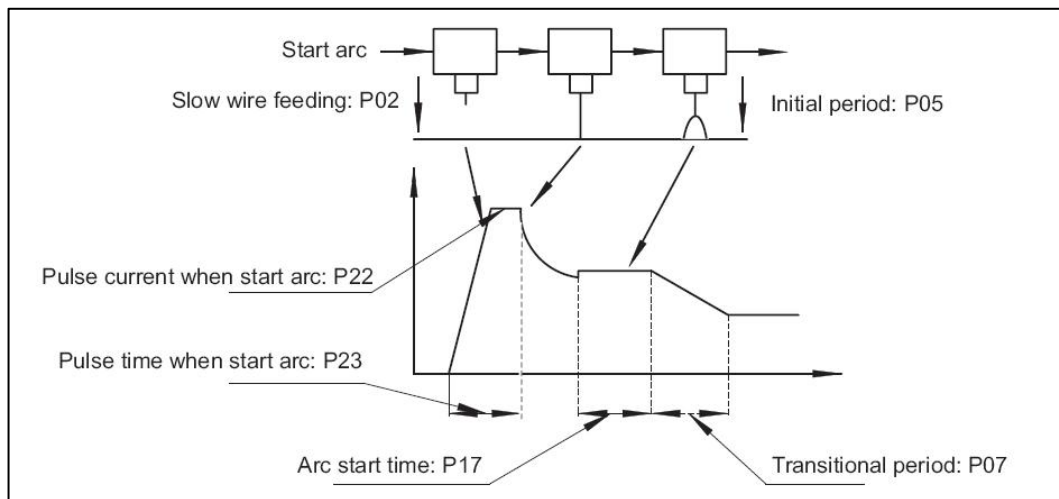 Start arc
Slow wire feeding: P02
Initial period: P05
Pulse current when start arc: P22
Pulse time when start arc: P23
Arc start time: P17
Transitional period: P07